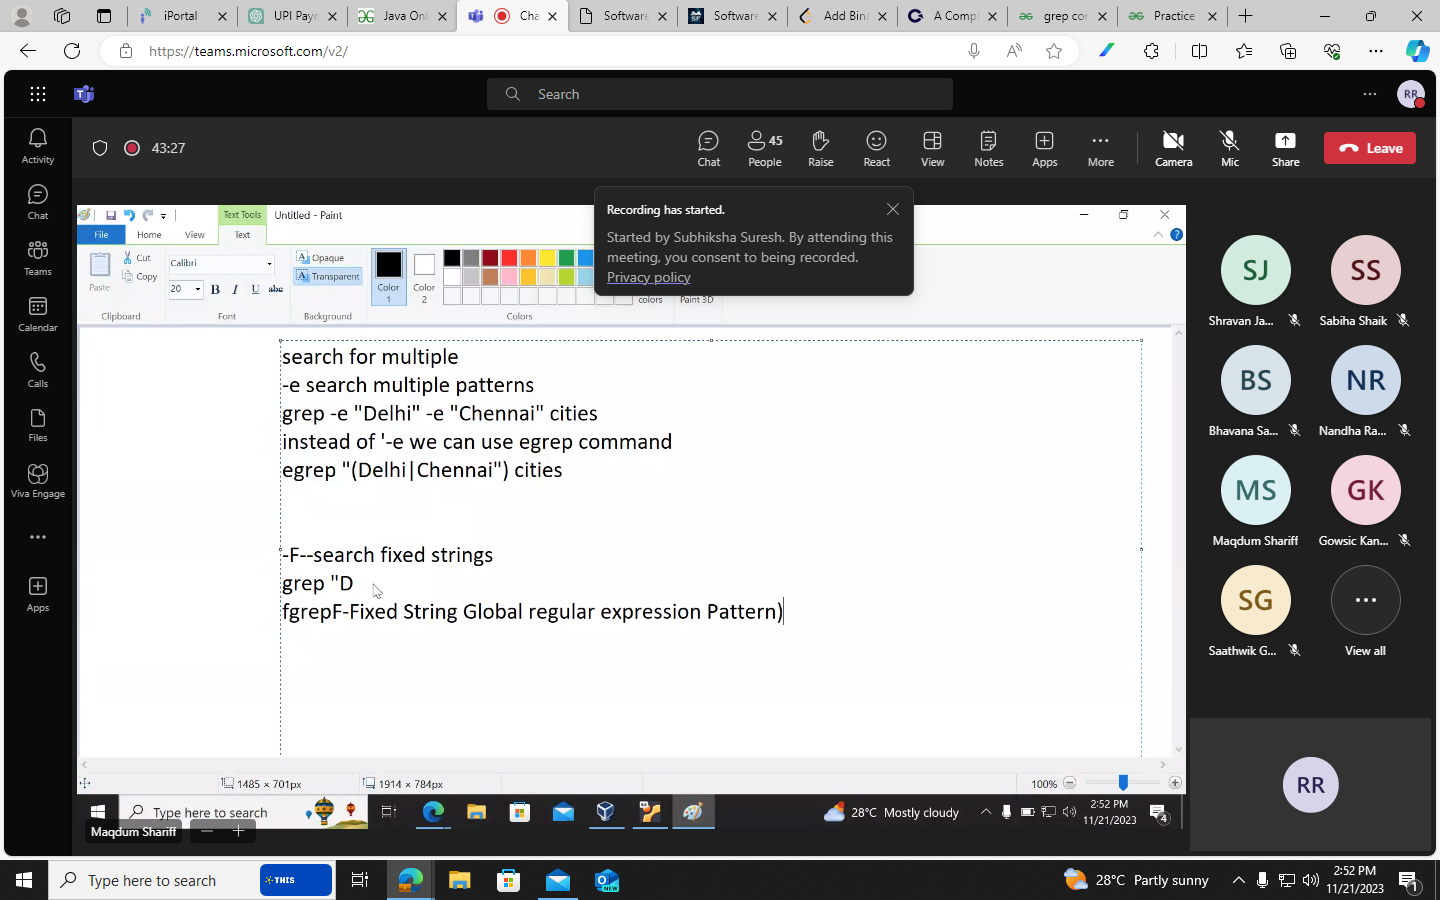 iPortal
UPI Payn
Java Onl
Cha
Software
Software
Add Bina
A Compl
grep cor
Practice
https://teams.microsoft.com/v2/
Search
RR
43:27
Chat
45
People
Raise
React
View
Notes
Apps
More
Camera
Mic
Share
Leave
Activity
Chat
Teams
Calendar
Calls
Files
Viva Engage
Apps
Recording has started.
Started by Subhiksha Suresh. By attending this
meeting, you consent to being recorded.
Privacy policy
Text Tools
Untitled - Paint
File
Home
View
Text
Paste
Cut
Copy
Clipboard
Calibri
20
B I U abc
Font
Opaque
Transparent
Background
Color
1
Color
2
Colors
colors
Paint 3D
search for multiple
-e search multiple patterns
grep -e "Delhi" -e "Chennai" cities
instead of '-e we can use egrep command
egrep "(Delhi|Chennai") cities
-F--search fixed strings
grep "D
fgrepF-Fixed String Global regular expression Pattern)
1485 × 701px
1914 × 784px
100%
Type here to search
28°C Mostly cloudy
2:52 PM
11/21/2023
4
Maqdum Shariff
SJ
Shravan Ja...
SS
Sabiha Shaik
BS
Bhavana Sa...
NR
Nandha Ra...
MS
Maqdum Shariff
GK
Gowsic Kan...
SG
Saathwik G...
View all
RR
Type here to search
THIS
28°C Partly sunny
2:52 PM
11/21/2023
1